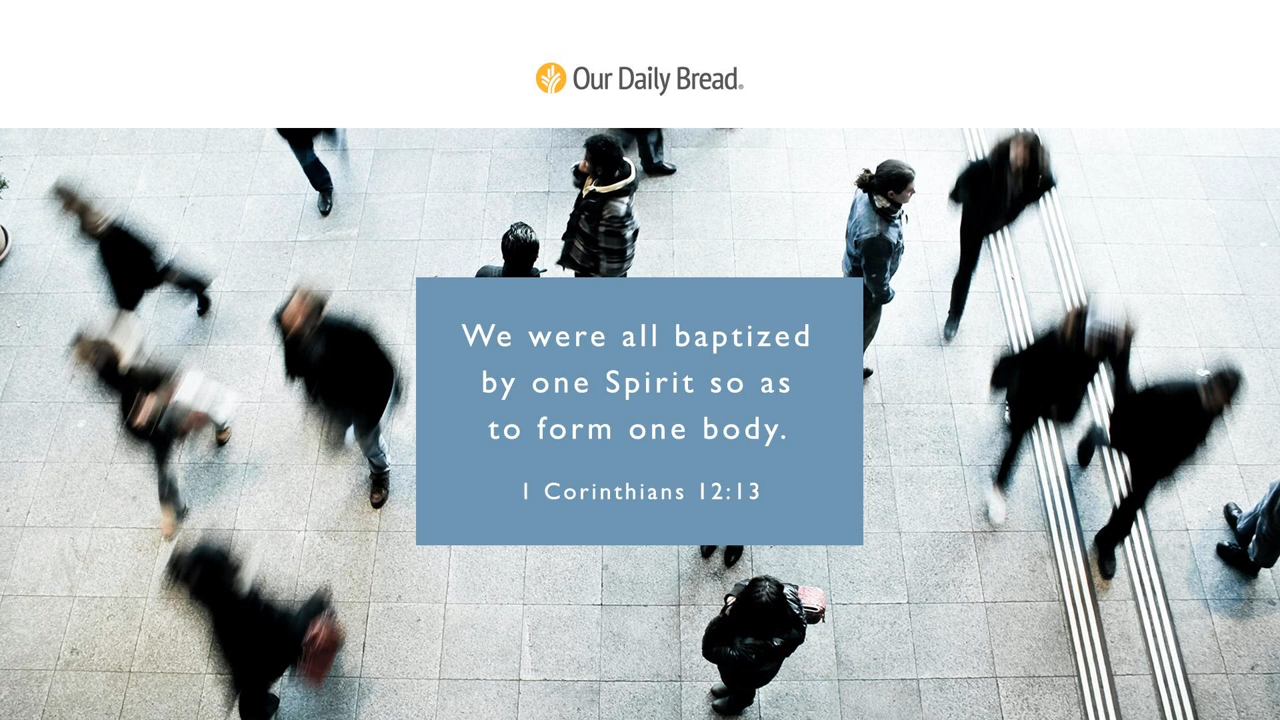 Our Daily Bread®
We were all baptized
by one Spirit so as
to form one body.
1 Corinthians 12:13